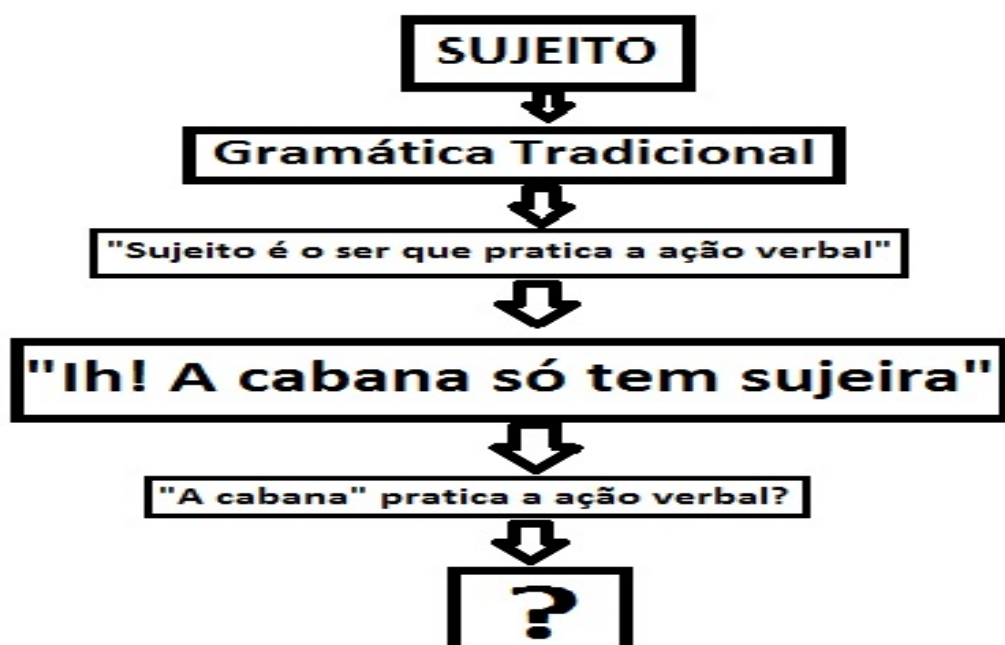 SUJEITO
Gramática Tradicional
"Sujeito é o ser que pratica a ação verbal"
"Ih! A cabana só tem sujeira"
"A cabana" pratica a ação verbal?
?